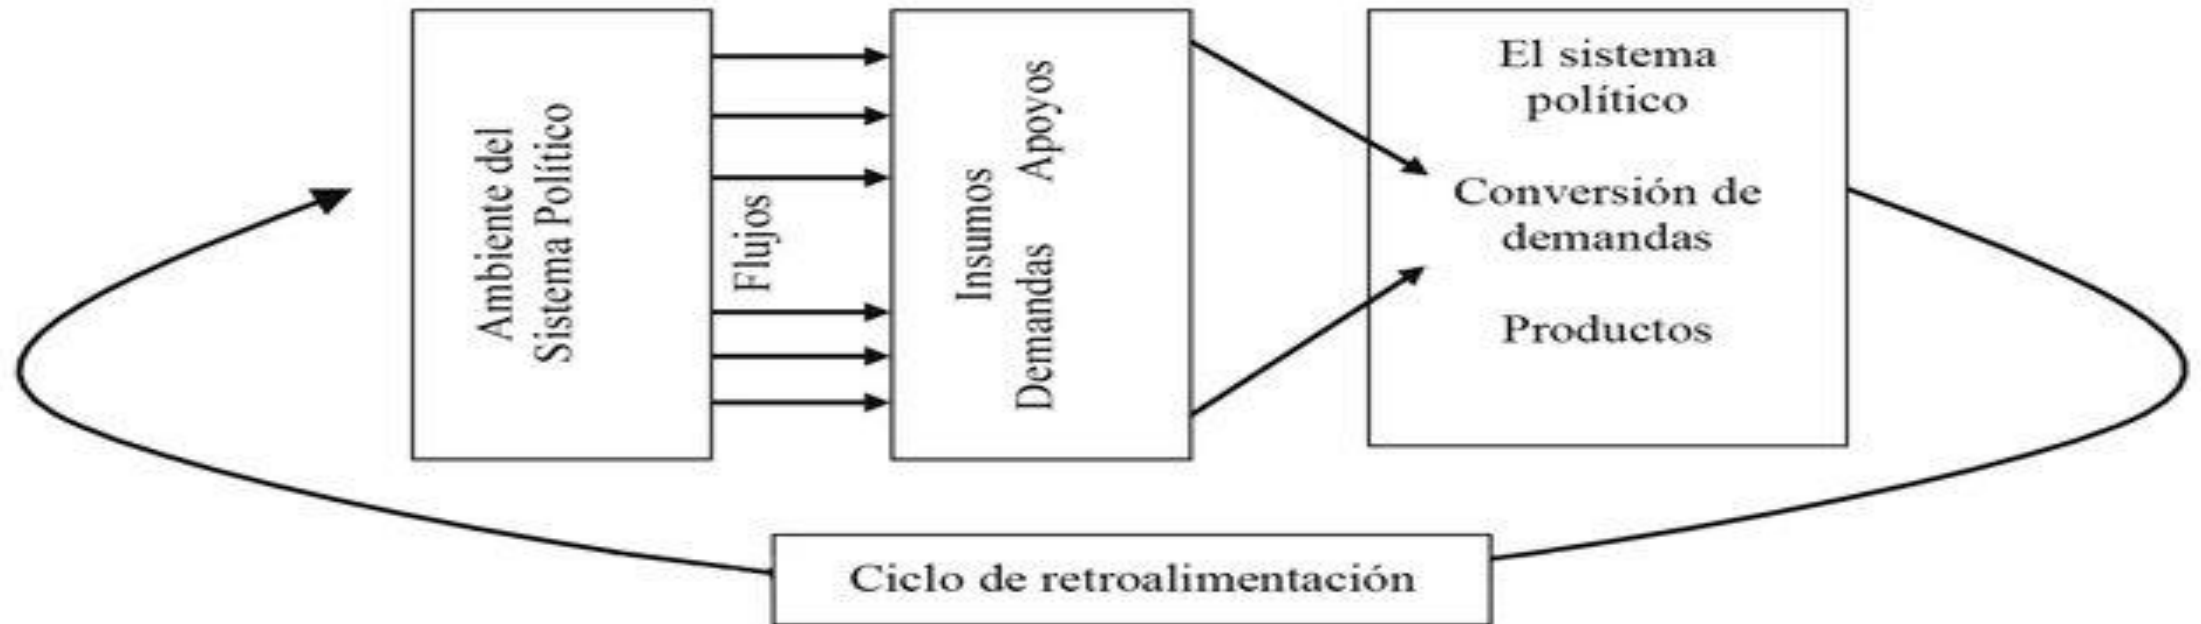 Ambiente del
Sistema Político
Flujos
Insumos
Demandas Apoyos
El sistema
político
Conversión de
demandas
Productos
Ciclo de retroalimentación